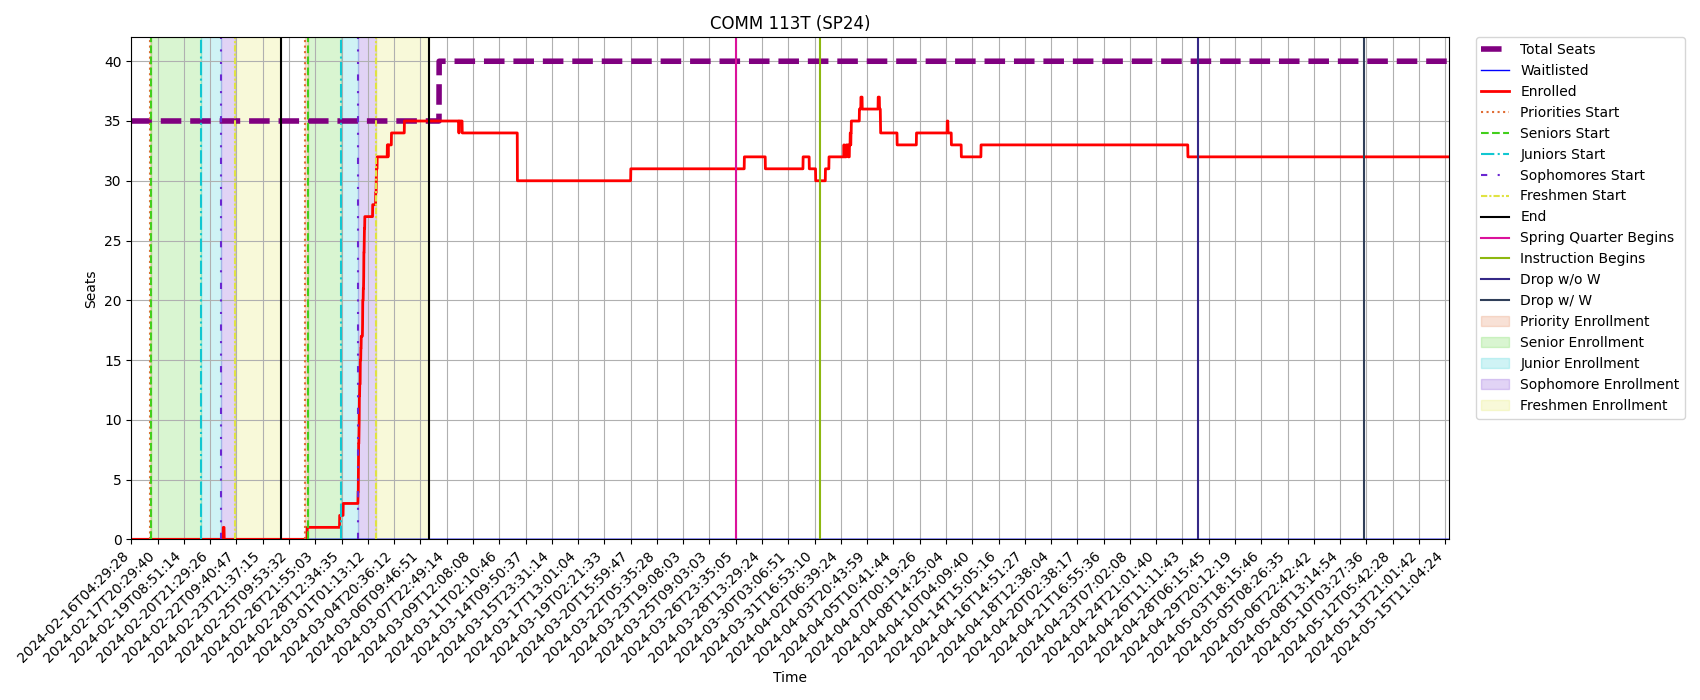 COMM 113T (SP24)
Seats
40
35
30
25
20
15
10
5
0
2024-02-16T04:29:28
2024-02-17T20:29:40
2024-02-19T08:51:14
2024-02-20T21:29:26
2024-02-22T09:40:47
2024-02-23T21:37:15
2024-02-25T09:53:32
2024-02-26T21:55:03
2024-02-28T12:34:35
2024-03-01T01:13:12
2024-03-04T20:36:12
2024-03-06T09:46:51
2024-03-07T22:49:14
2024-03-09T12:08:08
2024-03-11T02:10:46
2024-03-14T09:50:37
2024-03-15T23:31:14
2024-03-17T13:01:04
2024-03-19T02:21:33
2024-03-20T15:59:47
2024-03-22T05:35:28
2024-03-23T19:08:03
2024-03-25T09:03:03
2024-03-26T23:35:05
2024-03-28T13:29:24
2024-03-30T03:06:51
2024-03-31T16:53:10
2024-04-02T06:39:24
2024-04-03T20:43:59
2024-04-05T10:41:44
2024-04-07T00:19:26
2024-04-08T14:25:04
2024-04-10T04:09:40
2024-04-14T15:05:16
2024-04-16T14:51:27
2024-04-18T12:38:04
2024-04-20T02:38:17
2024-04-21T16:55:36
2024-04-23T07:02:08
2024-04-24T21:01:40
2024-04-26T11:11:43
2024-04-28T06:15:45
2024-04-29T20:12:19
2024-05-03T18:15:46
2024-05-05T08:26:35
2024-05-06T22:42:42
2024-05-08T13:14:54
2024-05-10T03:27:36
2024-05-12T05:42:28
2024-05-13T21:01:42
2024-05-15T11:04:24
Time
Total Seats
Waitlisted
Enrolled
Priorities Start
Seniors Start
Juniors Start
Sophomores Start
Freshmen Start
End
Spring Quarter Begins
Instruction Begins
Drop w/o W
Drop w/ W
Priority Enrollment
Senior Enrollment
Junior Enrollment
Sophomore Enrollment
Freshmen Enrollment